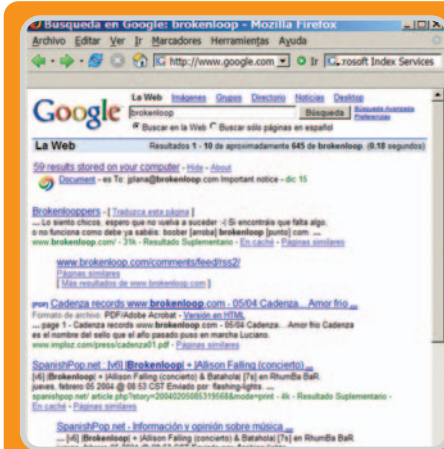 Búsqueda en Google: brokenloop - Mozilla Firefox
Archivo Editar Ver Ir Marcadores Herramientas Ayuda
http://www.google.com Ir rosoft Index Services
La Web Imágenes Grupos Directorio Noticias Desktop
Google brokenloop Búsqueda Búsqueda Avanzada
Preferencias
Buscar en la Web Buscar sólo páginas en español
La Web Resultados 1 - 10 de aproximadamente 645 de brokenloop. (0.18 segundos)
59 results stored on your computer - Hide - About
Document - es To: jplana@brokenloop.com Important notice - dic 15
Brokenlooppers - [ Traduzca esta página ]
... Lo siento chicos, espero que no vuelva a suceder :-( Si encontráis que falta algo,
o no funciona como debe ya sabéis: boober [arroba] brokenloop [punto] com. ...
www.brokenloop.com/ - 31k - Resultado Suplementario - En caché - Páginas similares
www.brokenloop.com/comments/feed/rss2/
Páginas similares
[ Más resultados de www.brokenloop.com ]
[PDF] Cadenza records www.brokenloop.com - 05/04 Cadenza... Amor frio ...
Formato de archivo: PDF/Adobe Acrobat - Versión en HTML
... page 1 - Cadenza records www.brokenloop.com - 05/04 Cadenza... Amor frio Cadenza
es el nombre del sello que el año pasado puso en marcha Luciano.
www.imploz.com/press/cadenza01.pdf - Páginas similares
SpanishPop.net : [v6] |Brokenloop| + |Allison Falling (concierto) ...
[v6] |Brokenloop| + |Allison Falling (concierto) & Batahola| [7s] en RhumBa BaR.
jueves, febrero 05 2004 @ 08:53 CST Enviado por: flashing-lights. ...
spanishpop.net/ article.php?story=20040205085319568&mode=print - 4k - Resultado Suplementario -
En caché - Páginas similares
SpanishPop.net - Información y opinión sobre música ...
... [v6] |Brokenloop| + |Allison Falling (concierto) & Batahola| [7s] en RhumBa BaR